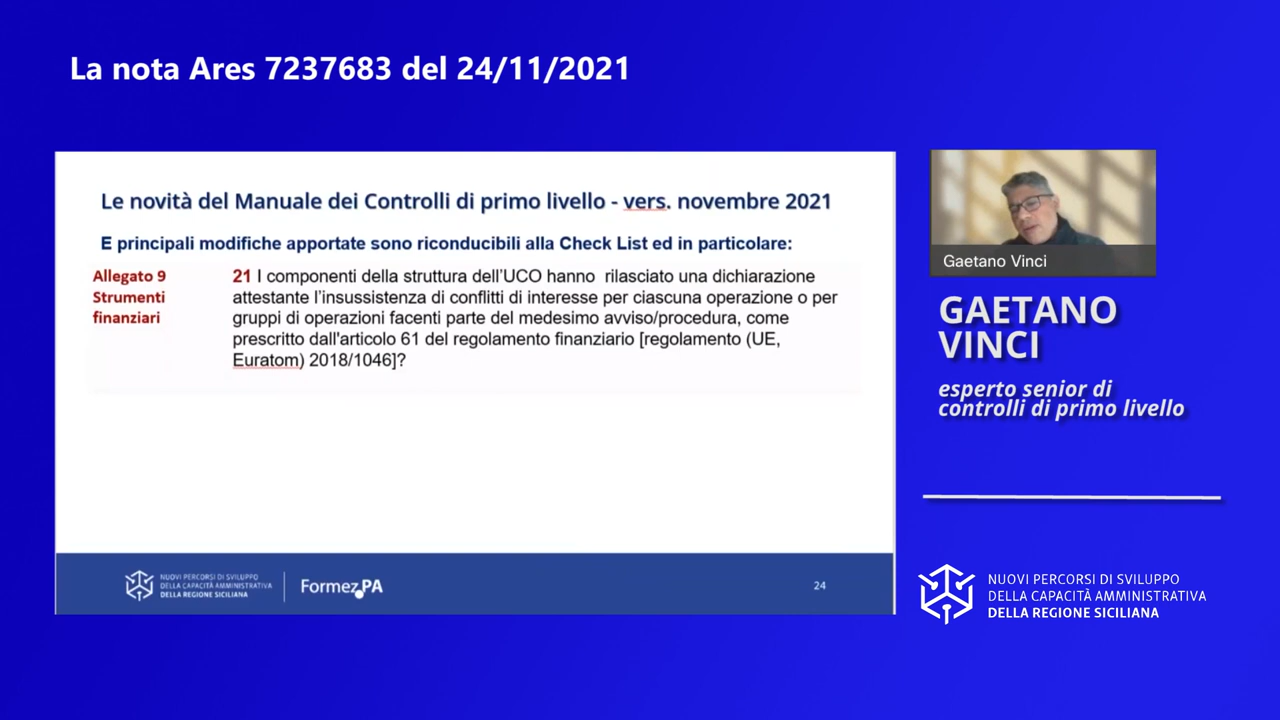 La nota Ares 7237683 del 24/11/2021
Le novità del Manuale dei Controlli di primo livello - vers. novembre 2021
E principali modifiche apportate sono riconducibili alla Check List ed in particolare:
Allegato 9
Strumenti
finanziari
21 I componenti della struttura dell'UCO hanno rilasciato una dichiarazione
attestante l'insussistenza di conflitti di interesse per ciascuna operazione o per
gruppi di operazioni facenti parte del medesimo avviso/procedura, come
prescritto dall'articolo 61 del regolamento finanziario [regolamento (UE,
Euratom) 2018/1046]?
NUOVI PERCORSI DI SVILUPPO
DELLA CAPACITÀ AMMINISTRATIVA
DELLA REGIONE SICILIANA
Formez PA
24
Gaetano Vinci
GAETANO
VINCI
esperto senior di
controlli di primo livello
NUOVI PERCORSI DI SVILUPPO
DELLA CAPACITÀ AMMINISTRATIVA
DELLA REGIONE SICILIANA